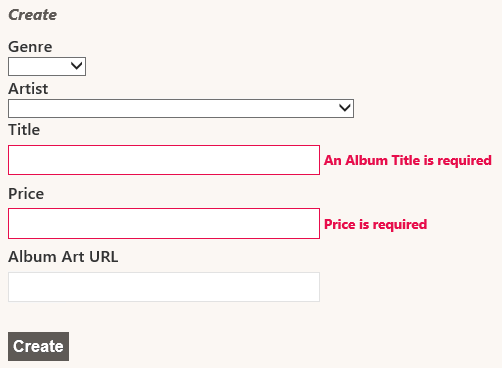 Create
Genre
Artist
Title
An Album Title is required
Price
Price is required
Album Art URL
Create